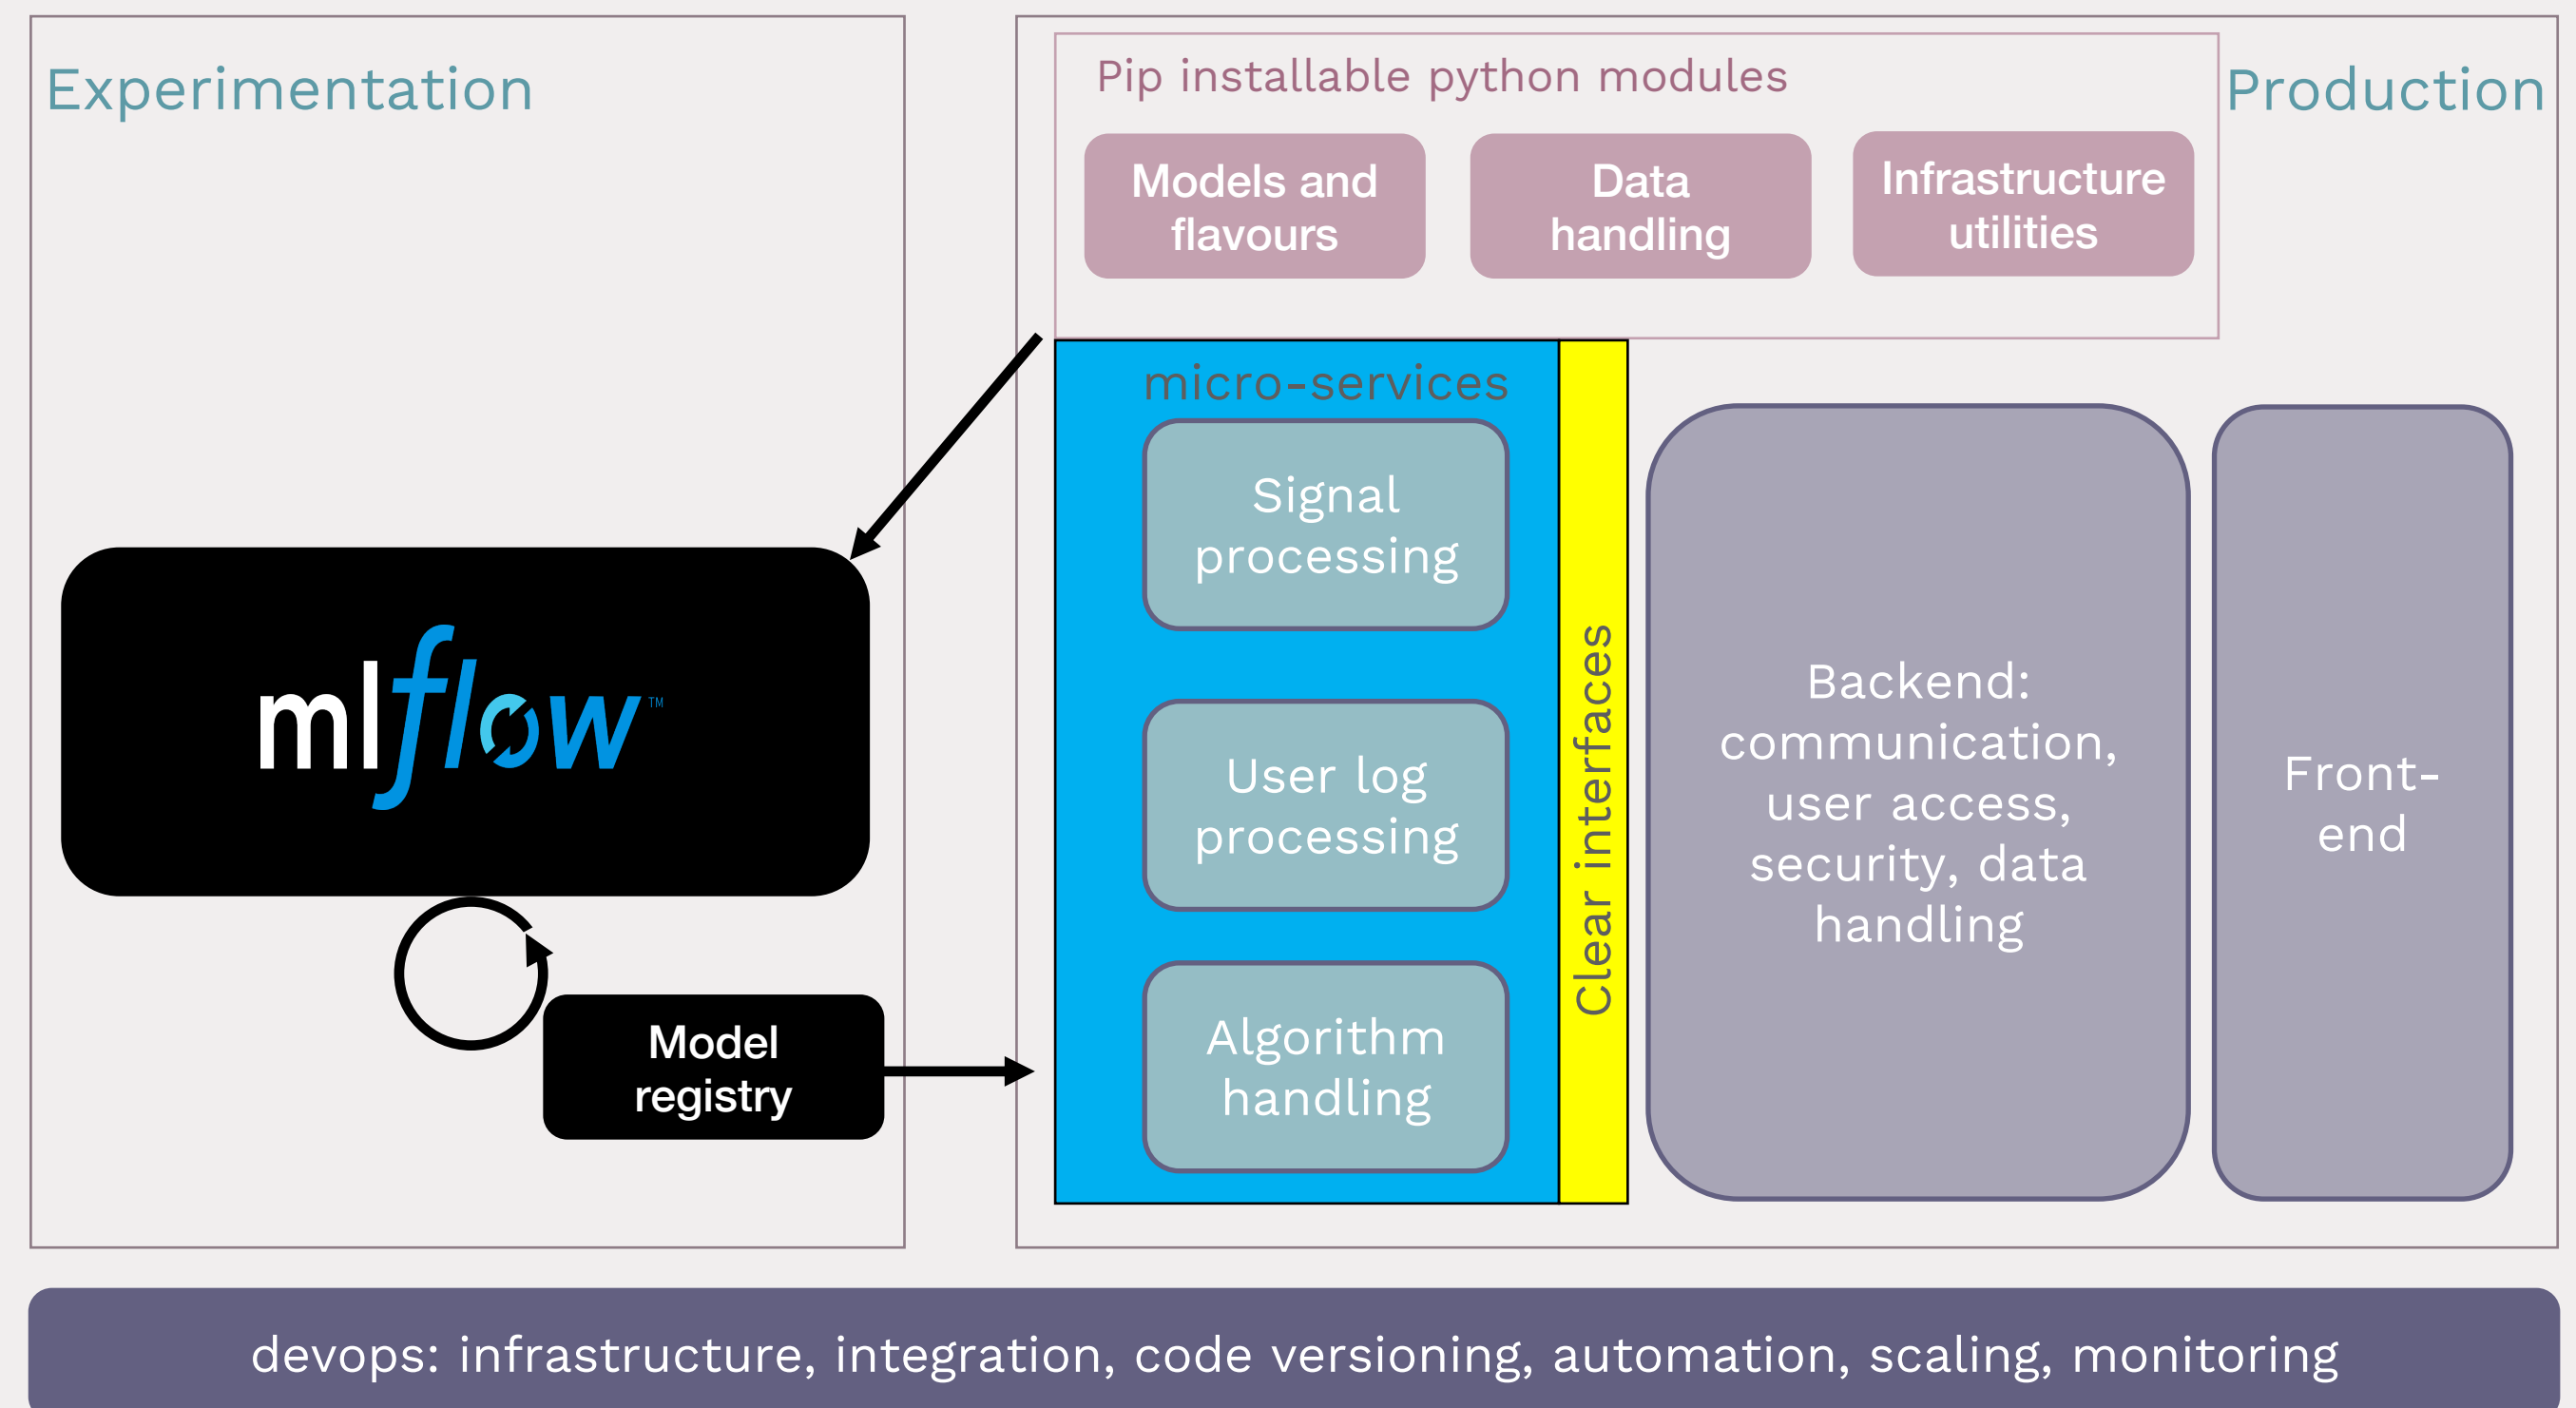 Experimentation
Pip installable python modules
Production
Models and
flavours
Data
handling
Infrastructure
utilities
micro-services
Signal
processing
User log
processing
Algorithm
handling
Clear interfaces
Backend:
communication,
user access,
security, data
handling
Front-
end
mlflow™
Model
registry
devops: infrastructure, integration, code versioning, automation, scaling, monitoring